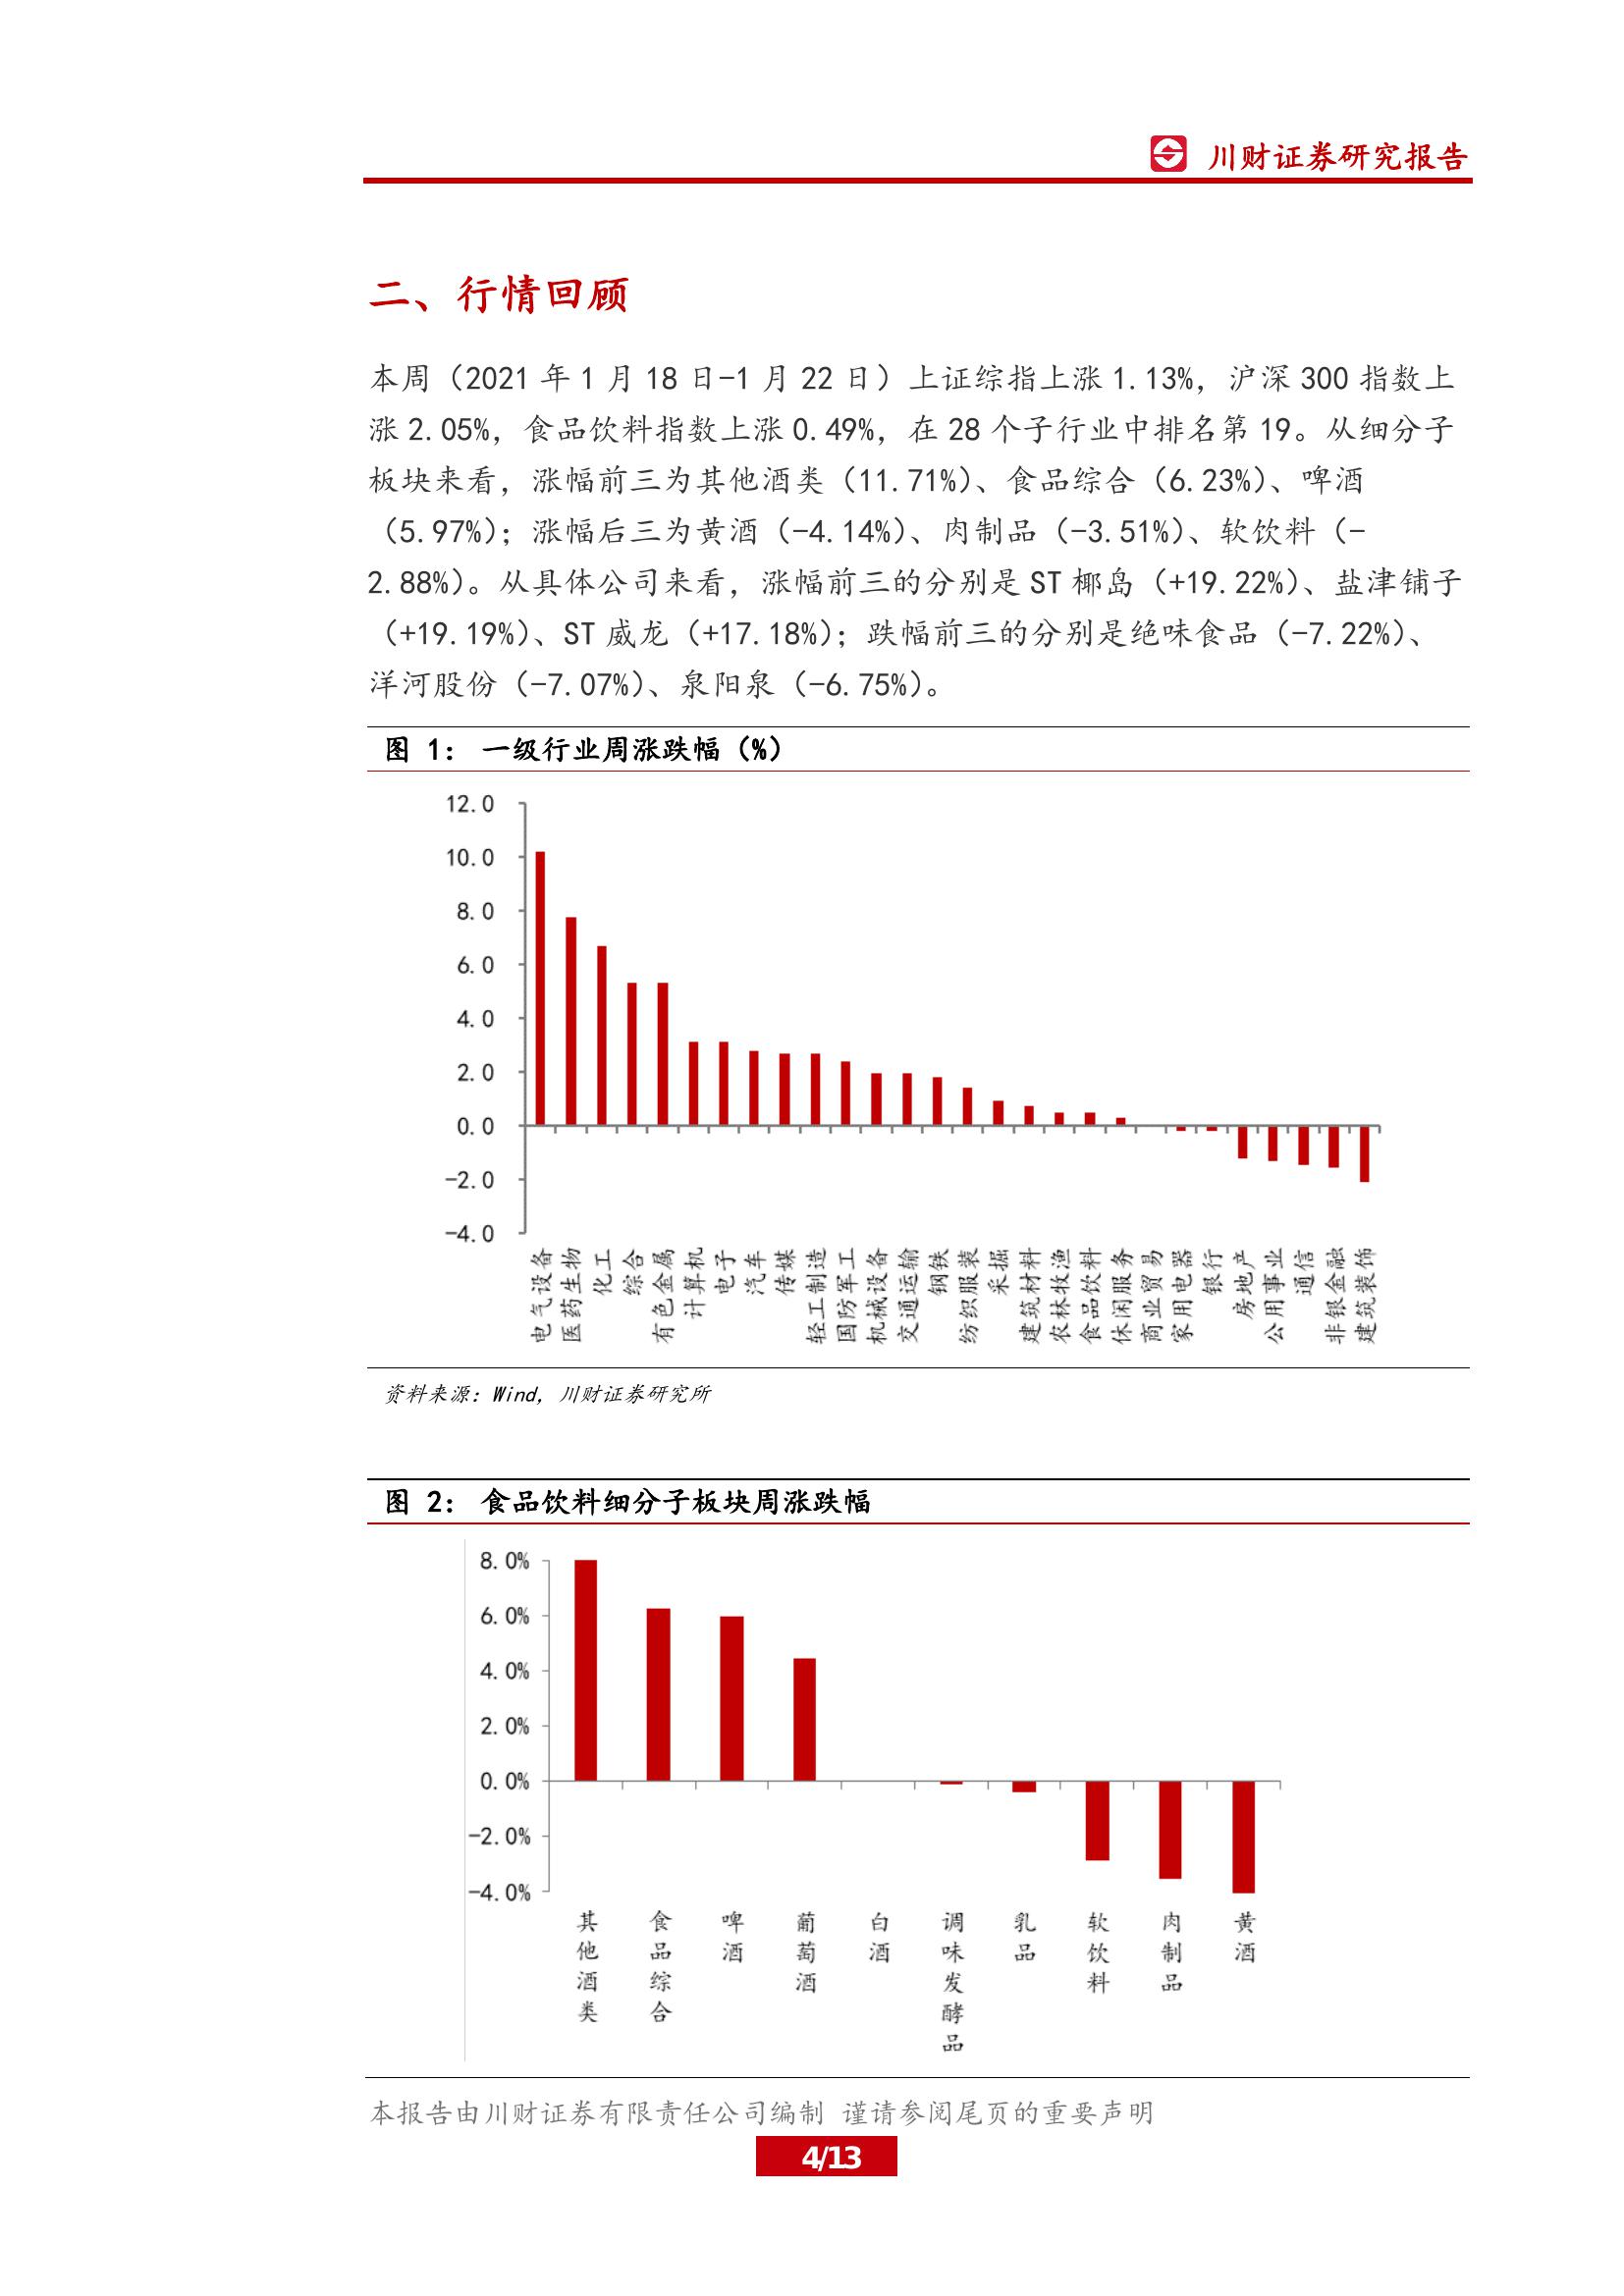 川财证券研究报告
二、行情回顾
本周（2021 年 1 月 18 日-1 月 22 日）上证综指上涨 1.13%，沪深 300 指数上
涨 2.05%，食品饮料指数上涨 0.49%，在 28 个子行业中排名第 19。从细分子
板块来看，涨幅前三为其他酒类（11.71%）、食品综合（6.23%）、啤酒
（5.97%）；涨幅后三为黄酒（-4.14%）、肉制品（-3.51%）、软饮料（-
2.88%）。从具体公司来看，涨幅前三的分别是 ST 椰岛（+19.22%）、盐津铺子
（+19.19%）、ST 威龙（+17.18%）；跌幅前三的分别是绝味食品（-7.22%）、
洋河股份（-7.07%）、泉阳泉（-6.75%）。
图 1： 一级行业周涨跌幅（%）
12.0
10.0
8.0
6.0
4.0
2.0
0.0
-2.0
-4.0
电气设备
医药生物
化工
综合
有色金属
计算机
电子
汽车
传媒
轻工制造
国防军工
机械设备
交通运输
钢铁
纺织服装
采掘
建筑材料
农林牧渔
食品饮料
休闲服务
商业贸易
家用电器
银行
房地产
公用事业
通信
非银金融
建筑装饰
资料来源：Wind，川财证券研究所
图 2： 食品饮料细分子板块周涨跌幅
8.0%
6.0%
4.0%
2.0%
0.0%
-2.0%
-4.0%
其他酒类
食品综合
啤酒
葡萄酒
白酒
调味发酵品
乳品
软饮料
肉制品
黄酒
本报告由川财证券有限责任公司编制 谨请参阅尾页的重要声明
4/13